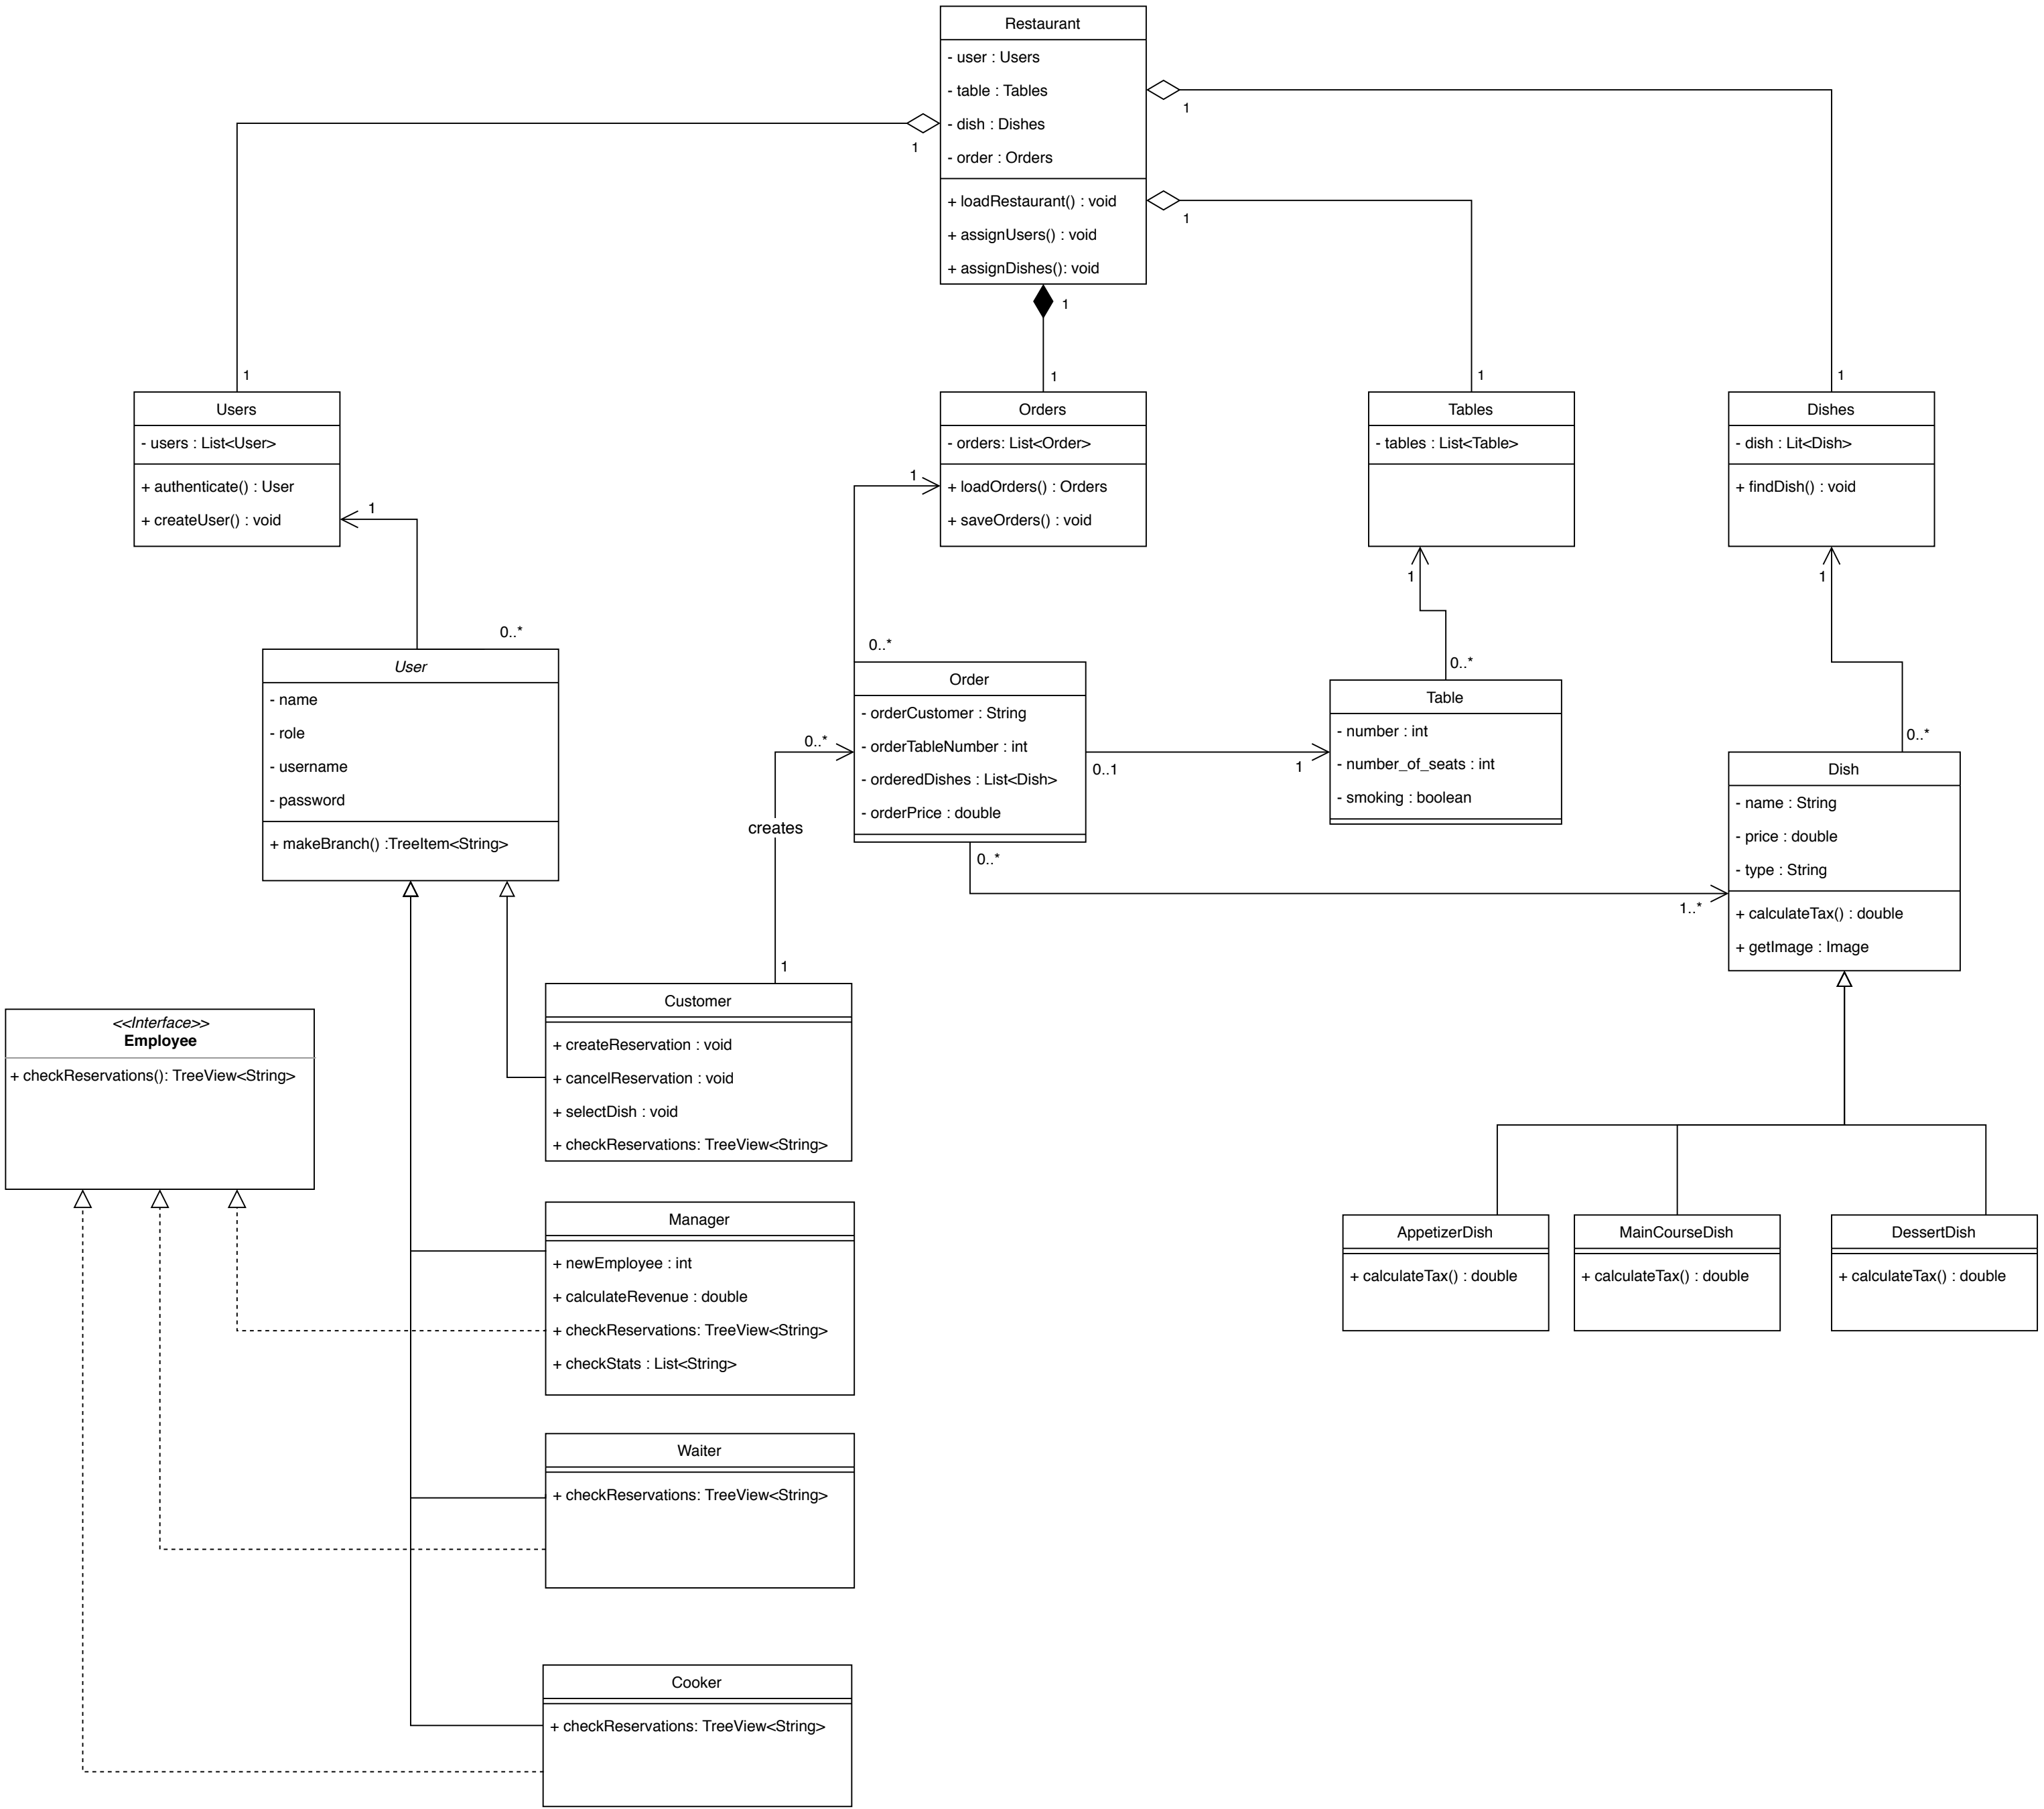 Restaurant
- user : Users
- table : Tables
- dish : Dishes
- order : Orders
+ loadRestaurant() : void
+ assignUsers() : void
+ assignDishes(): void
1
1
1
1
1
1
1
1
Users
- users : List<User>
+ authenticate() : User
+ createUser() : void
Orders
- orders: List<Order>
+ loadOrders() : Orders
+ saveOrders() : void
Tables
- tables : List<Table>
Dishes
- dish : Lit<Dish>
+ findDish() : void
1
1
1
1
0..*
0..*
0..*
0..*
User
- name
- role
- username
- password
+ makeBranch() :TreeItem<String>
Order
- orderCustomer : String
- orderTableNumber : int
- orderedDishes : List<Dish>
- orderPrice : double
Table
- number : int
- number_of_seats : int
- smoking : boolean
Dish
- name : String
- price : double
- type : String
+ calculateTax() : double
+ getImage : Image
0..*
creates
1
0..1
1
0..*
1..*
<<Interface>>
Employee
+ checkReservations(): TreeView<String>
Customer
+ createReservation : void
+ cancelReservation : void
+ selectDish : void
+ checkReservations: TreeView<String>
Manager
+ newEmployee : int
+ calculateRevenue : double
+ checkReservations: TreeView<String>
+ checkStats : List<String>
AppetizerDish
+ calculateTax() : double
MainCourseDish
+ calculateTax() : double
DessertDish
+ calculateTax() : double
Waiter
+ checkReservations: TreeView<String>
Cooker
+ checkReservations: TreeView<String>